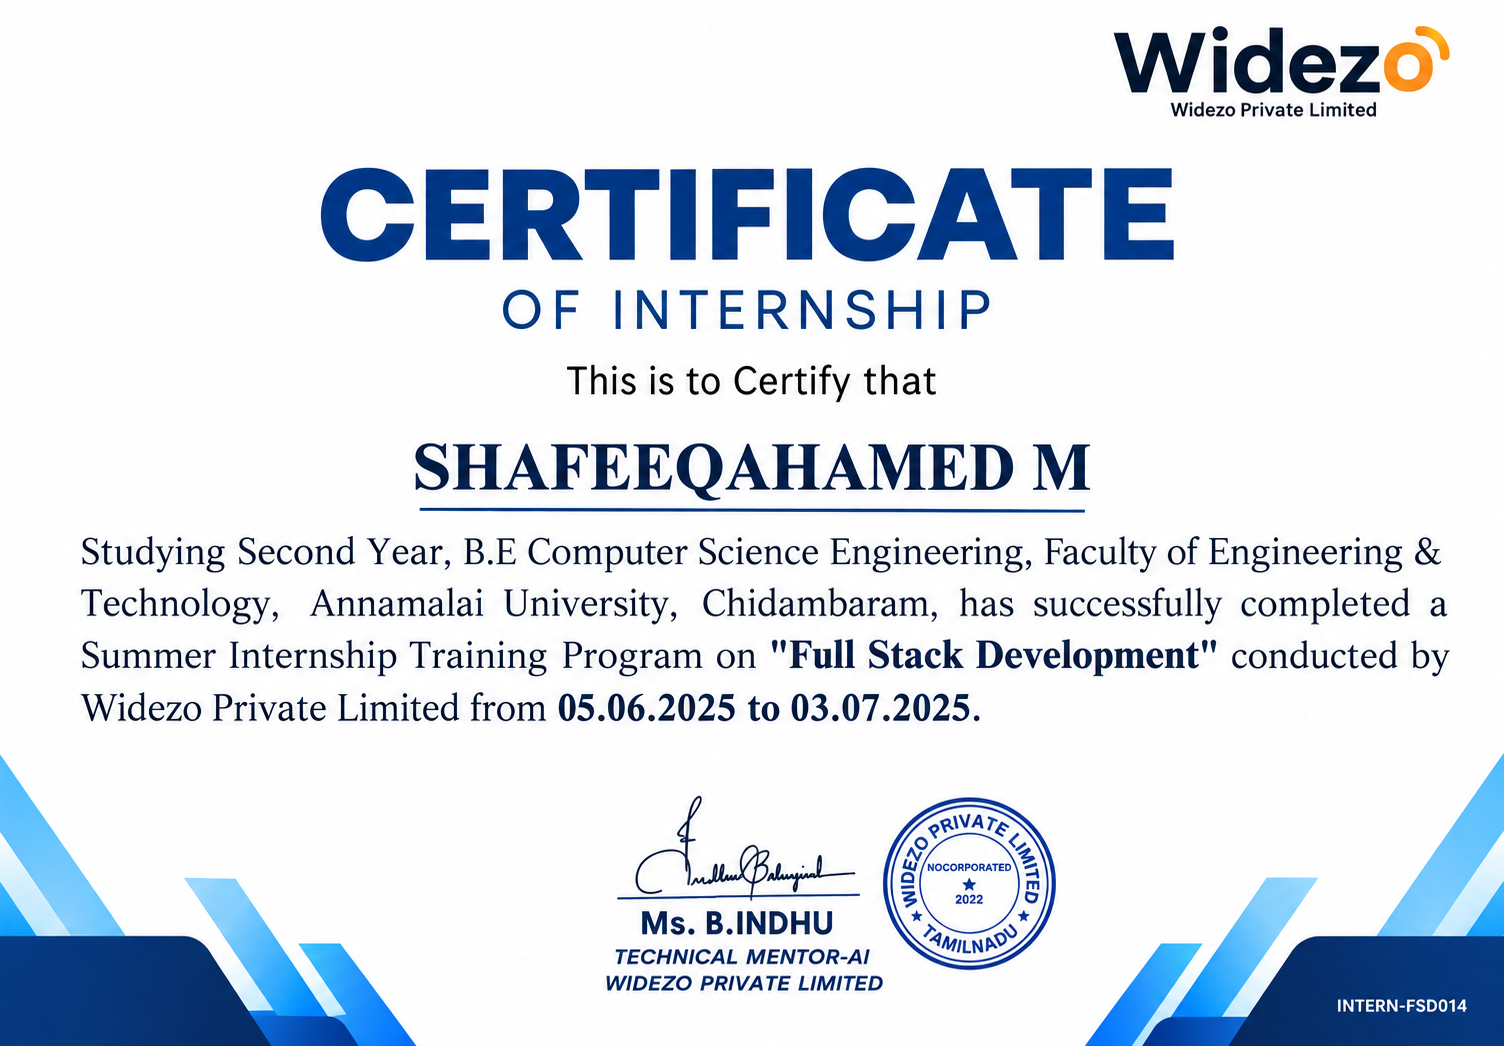 Widezo
Widezo Private Limited
CERTIFICATE
OF INTERNSHIP
This is to Certify that
SHAFEEQAHAMED M
Studying Second Year, B.E Computer Science Engineering, Faculty of Engineering &
Technology, Annamalai University, Chidambaram, has successfully completed a
Summer Internship Training Program on "Full Stack Development" conducted by
Widezo Private Limited from 05.06.2025 to 03.07.2025.
Ms. B.INDHU
TECHNICAL MENTOR-AI
WIDEZO PRIVATE LIMITED
WIDEZO PRIVATE LIMITED
NOCORPORATED
2022
TAMILNADU
INTERN-FSD014